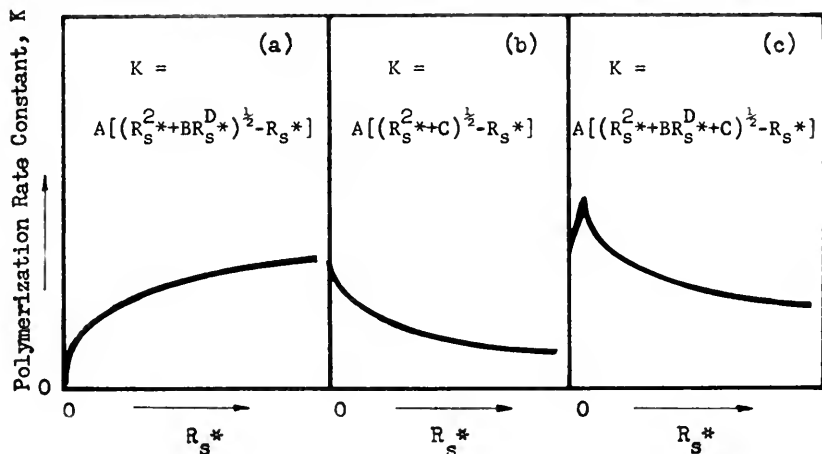 Polymerization Rate Constant, K
0
(a)
K =
A[(R_S^2*+BR_S^D*)^½-R_S*]
0
R_S*
(b)
K =
A[(R_S^2*+C)^½-R_S*]
0
R_S*
(c)
K =
A[(R_S^2*+BR_S^D*+C)^½-R_S*]
0
R_S*